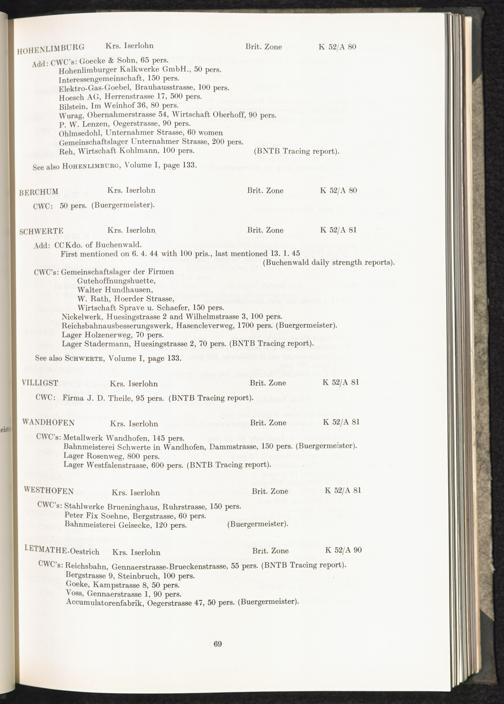 HOHENLIMBURG Krs. Iserlohn Brit. Zone K 52/A 80
Add: CWC's: Goecke & Sohn, 65 pers.
Hohenlimburger Kalkwerke GmbH., 50 pers.
Interessengemeinschaft, 150 pers.
Elektro-Gas-Goebel, Brauhausstrasse, 100 pers.
Hoesch AG, Herrenstrasse 17, 500 pers.
Bilstein, Im Weinhof 36, 80 pers.
Wurag, Obernahmerstrasse 54, Wirtschaft Oberhoff, 90 pers.
P. W. Lenzen, Oegerstrasse, 90 pers.
Ohlmsedohl, Unternahmer Strasse, 60 women
Gemeinschaftslager Unternahmer Strasse, 200 pers.
Reh, Wirtschaft Kohlmann, 100 pers. (BNTB Tracing report).
See also HOHENLIMBURG, Volume I, page 133.
BERCHUM Krs. Iserlohn Brit. Zone K 52/A 80
CWC: 50 pers. (Buergermeister).
SCHWERTE Krs. Iserlohn Brit. Zone K 52/A 81
Add: CCKdo. of Buchenwald.
First mentioned on 6. 4. 44 with 100 pris., last mentioned 13. 1. 45
(Buchenwald daily strength reports).
CWC's: Gemeinschaftslager der Firmen
Gutehoffnungshuette,
Walter Hundhausen,
W. Rath, Hoerder Strasse,
Wirtschaft Sprave u. Schaefer, 150 pers.
Nickelwerk, Huesingstrasse 2 and Wilhelmstrasse 3, 100 pers.
Reichsbahnausbesserungswerk, Hasencleverweg, 1700 pers. (Buergermeister).
Lager Holzenerweg, 70 pers.
Lager Stadermann, Huesingstrasse 2, 70 pers. (BNTB Tracing report).
See also SCHWERTE, Volume I, page 133.
VILLIGST Krs. Iserlohn Brit. Zone K 52/A 81
CWC: Firma J. D. Theile, 95 pers. (BNTB Tracing report).
WANDHOFEN Krs. Iserlohn Brit. Zone K 52/A 81
CWC's: Metallwerk Wandhofen, 145 pers.
Bahnmeisterei Schwerte in Wandhofen, Dammstrasse, 150 pers. (Buergermeister).
Lager Rosenweg, 800 pers.
Lager Westfalenstrasse, 600 pers. (BNTB Tracing report).
WESTHOFEN Krs. Iserlohn Brit. Zone K 52/A 81
CWC's: Stahlwerke Brueninghaus, Ruhrstrasse, 150 pers.
Peter Fix Soehne, Bergstrasse, 60 pers.
Bahnmeisterei Geisecke, 120 pers. (Buergermeister).
LETMATHE-Oestrich Krs. Iserlohn Brit. Zone K 52/A 90
CWC's: Reichsbahn, Gennaerstrasse-Brueckenstrasse, 55 pers. (BNTB Tracing report).
Bergstrasse 9, Steinbruch, 100 pers.
Goeke, Kampstrasse 8, 50 pers.
Voss, Gennaerstrasse 1, 90 pers.
Accumulatorenfabrik, Oegerstrasse 47, 50 pers. (Buergermeister).
69